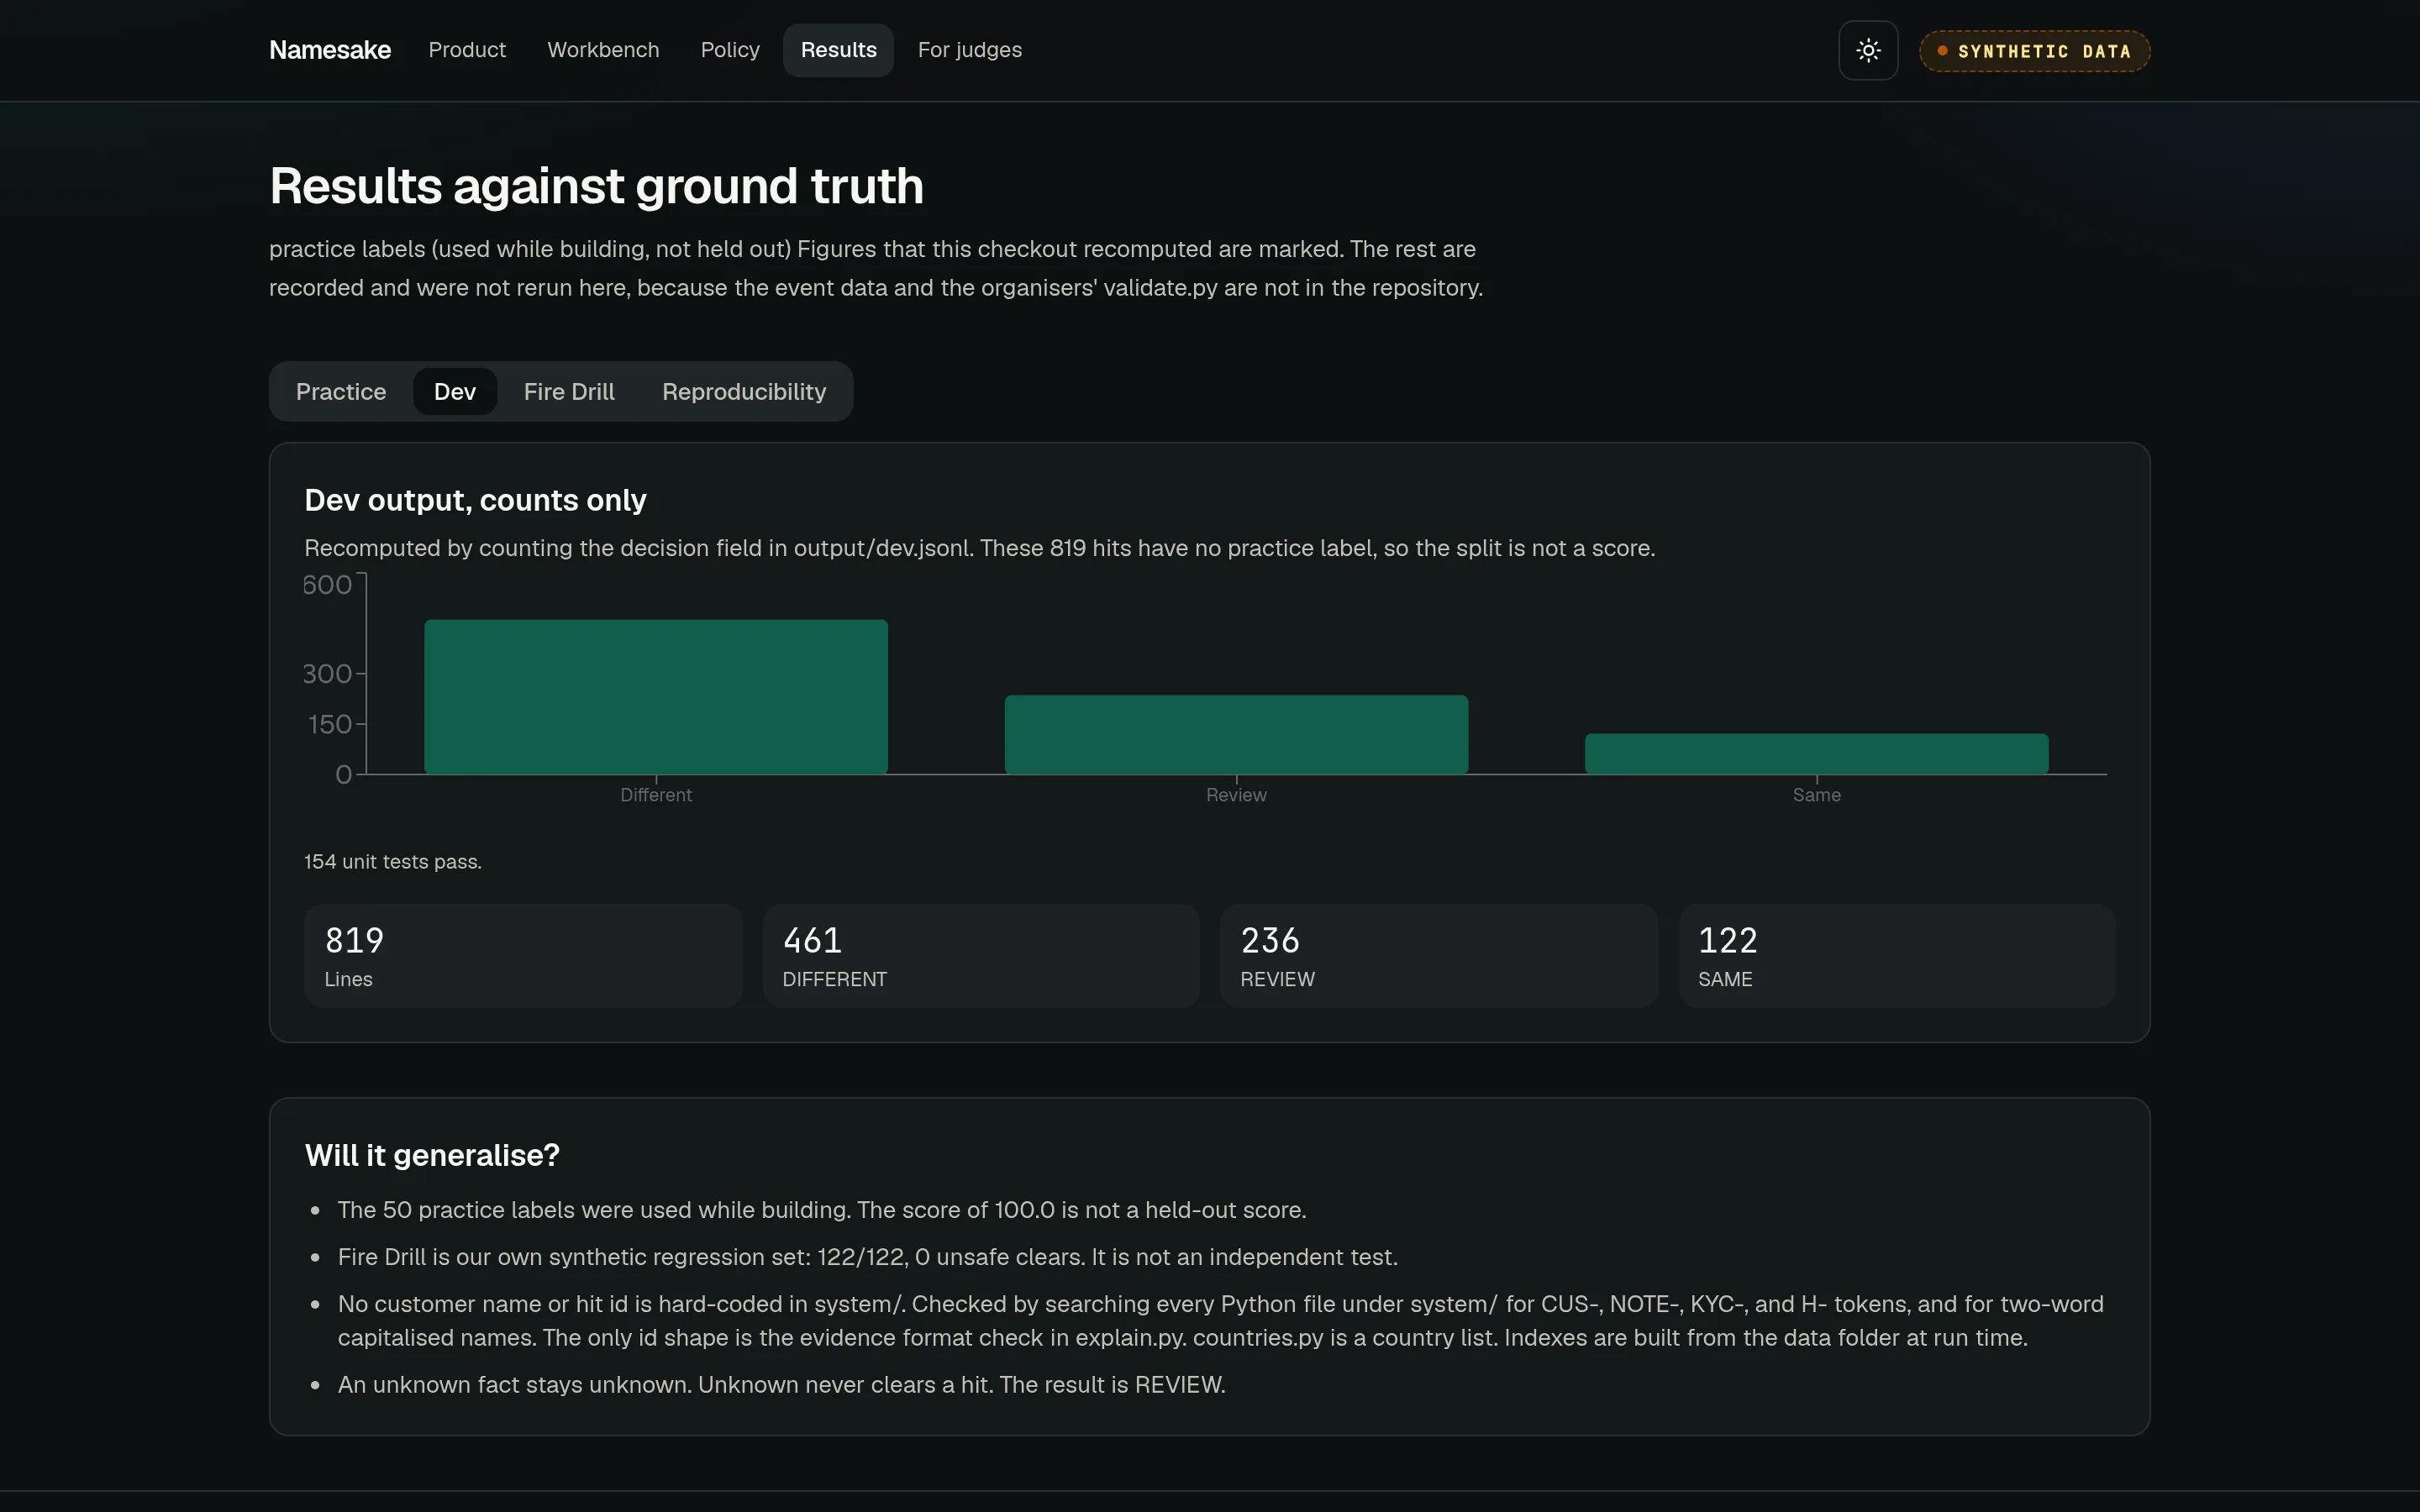 Namesake
Product
Workbench
Policy
Results
For judges
SYNTHETIC DATA
Results against ground truth
practice labels (used while building, not held out) Figures that this checkout recomputed are marked. The rest are
recorded and were not rerun here, because the event data and the organisers' validate.py are not in the repository.
Practice
Dev
Fire Drill
Reproducibility
Dev output, counts only
Recomputed by counting the decision field in output/dev.jsonl. These 819 hits have no practice label, so the split is not a score.
600
300
150
0
Different
Review
Same
154 unit tests pass.
819
Lines
461
DIFFERENT
236
REVIEW
122
SAME
Will it generalise?
The 50 practice labels were used while building. The score of 100.0 is not a held-out score.
Fire Drill is our own synthetic regression set: 122/122, 0 unsafe clears. It is not an independent test.
No customer name or hit id is hard-coded in system/. Checked by searching every Python file under system/ for CUS-, NOTE-, KYC-, and H- tokens, and for two-word
capitalised names. The only id shape is the evidence format check in explain.py. countries.py is a country list. Indexes are built from the data folder at run time.
An unknown fact stays unknown. Unknown never clears a hit. The result is REVIEW.